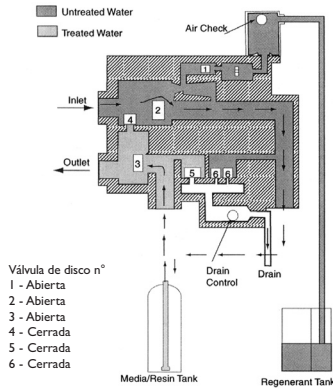 Untreated Water
Treated Water
Air Check
1
Inlet
2
4
Outlet
3
5
6
6
Drain
Control
Drain
Válvula de disco nº
1 - Abierta
2 - Abierta
3 - Abierta
4 - Cerrada
5 - Cerrada
6 - Cerrada
Media/Resin Tank
Regenerant Tank